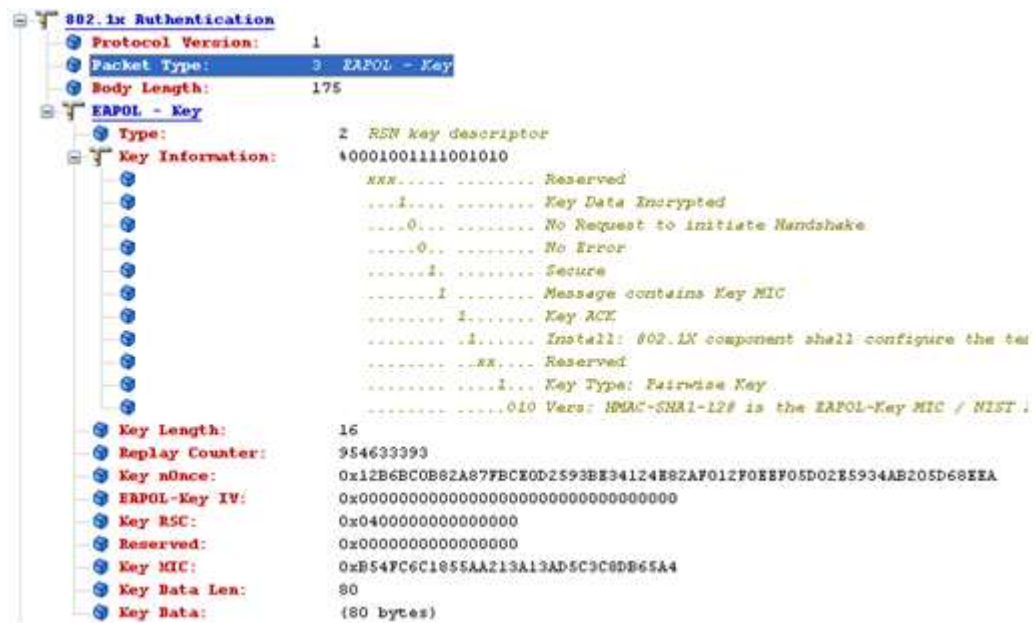 802.1x Authentication
Protocol Version: 1
Packet Type: 3 EAPOL - Key
Body Length: 175
EAPOL - Key
Type: 2 RSN key descriptor
Key Information: %0001001111001010
xxx..... ........ Reserved
...1.... ........ Key Data Encrypted
....0... ........ No Request to initiate Handshake
.....0.. ........ No Error
......1. ........ Secure
.......1 ........ Message contains Key MIC
........ 1....... Key ACK
........ .1...... Install: 802.1X component shall configure the
........ ..xx.... Reserved
........ ....1... Key Type: Pairwise Key
........ .....010 Vers: HMAC-SHA1-128 is the EAPOL-Key MIC / NIST
Key Length: 16
Replay Counter: 954633393
Key nOnce: 0x12B6BC0B82A87FBCE0D2593BE34124E82AF012F0EEF05D02E5934AB205D68EEA
EAPOL-Key IV: 0x00000000000000000000000000000000
Key RSC: 0x0400000000000000
Reserved: 0x0000000000000000
Key MIC: 0xB54FC6C1855AA213A13AD5C3C8DB65A4
Key Data Len: 80
Key Data: (80 bytes)